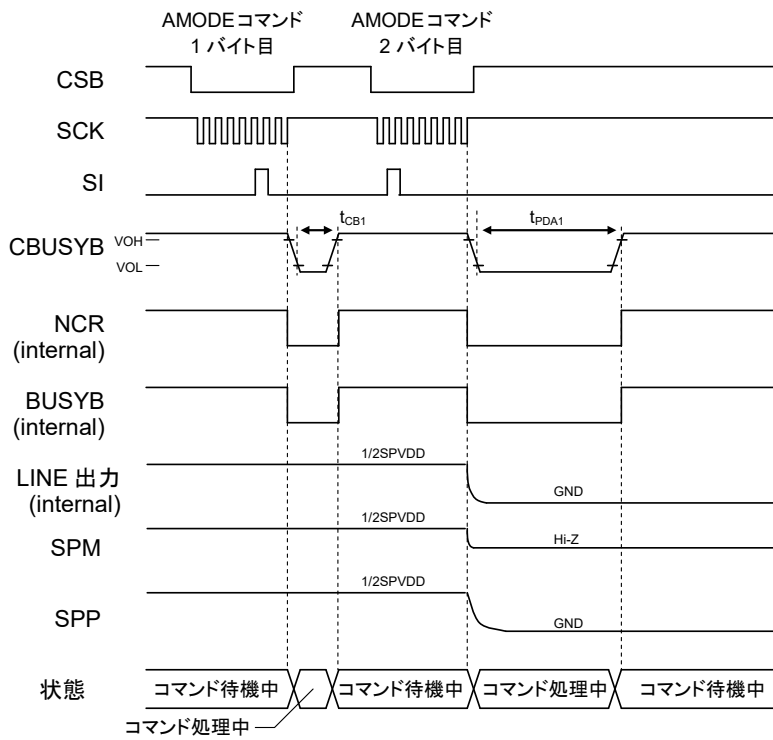 AMODEコマンド AMODEコマンド
1 バイト目 2 バイト目
CSB
SCK
SI
tCB1 tPDA1
VOH
CBUSYB
VOL
NCR
(internal)
BUSYB
(internal)
1/2SPVDD
LINE 出力 GND
(internal)
1/2SPVDD
SPM Hi-Z
1/2SPVDD
SPP GND
状態 コマンド待機中 コマンド待機中 コマンド処理中 コマンド待機中
コマンド処理中